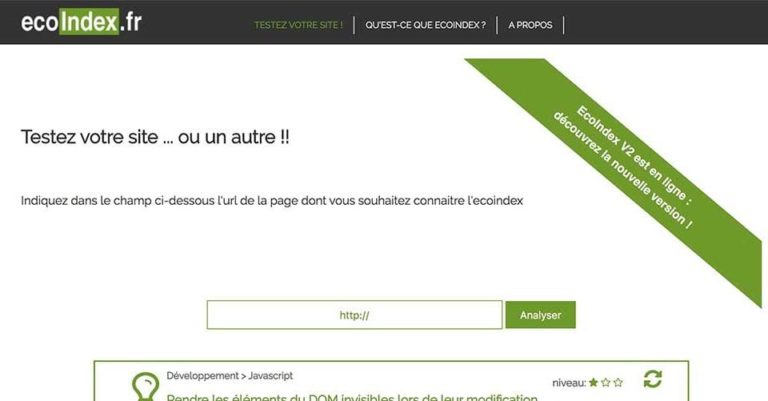 ecoIndex.fr
TESTEZ VOTRE SITE !
QU'EST-CE QUE ECOINDEX ?
A PROPOS
EcoIndex V2 est en ligne :
découvrez la nouvelle version !
Testez votre site ... ou un autre !!
Indiquez dans le champ ci-dessous l'url de la page dont vous souhaitez connaitre l'ecoindex
http://
Analyser
Développement > Javascript
niveau:
Rendre les éléments du DOM invisibles lors de leur modification